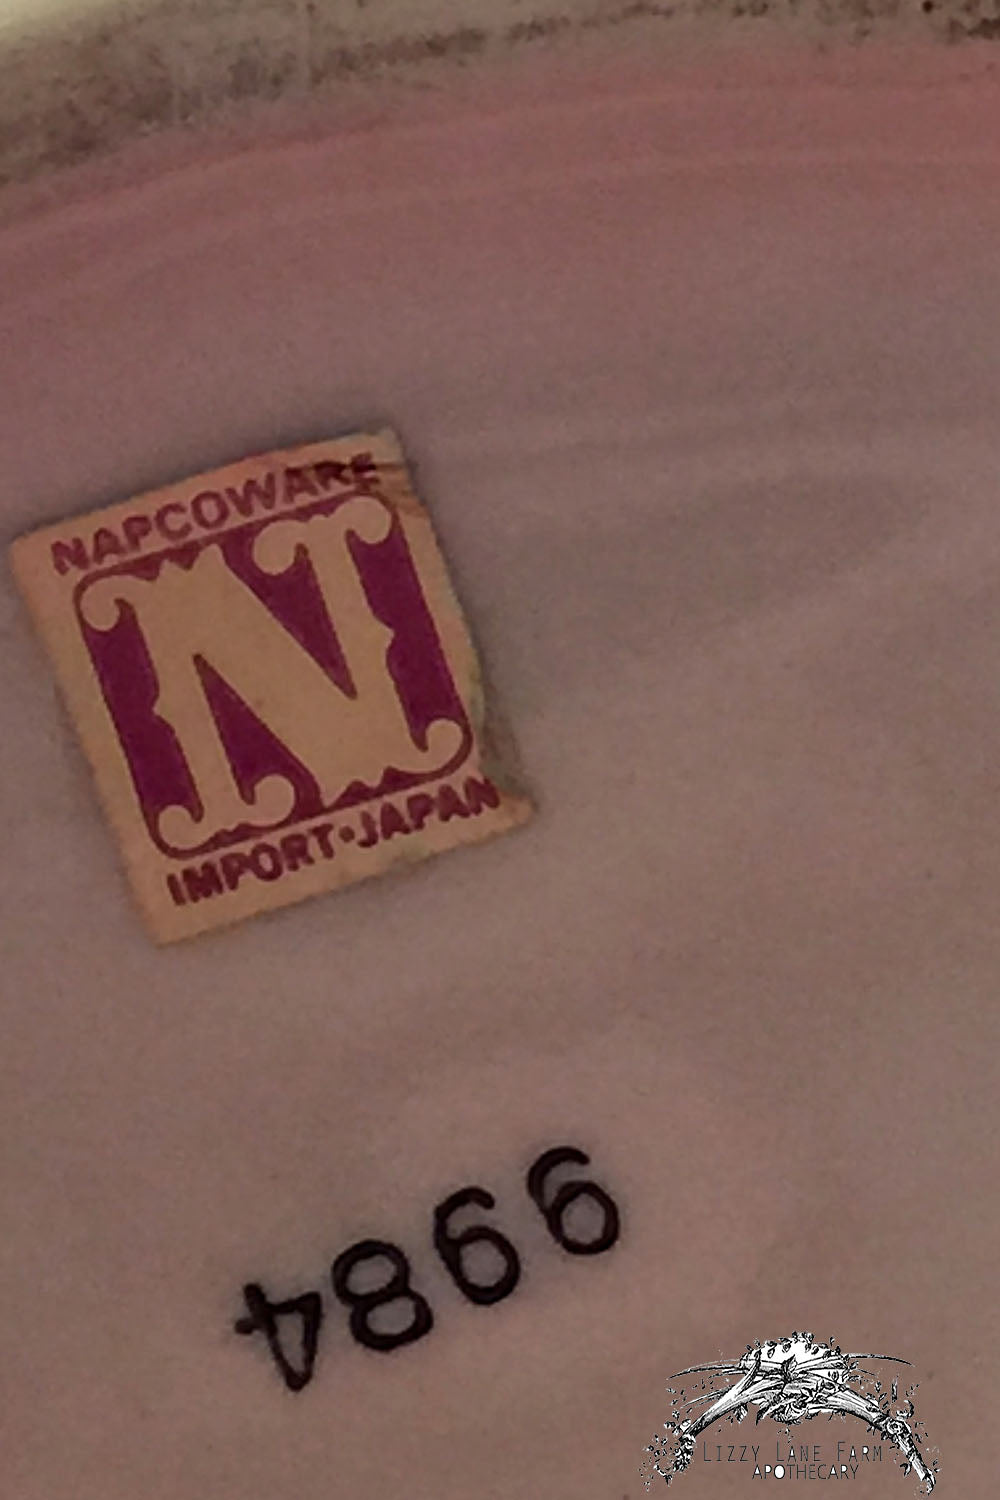 NAPCOWARE
N
IMPORT•JAPAN
9984
LIZZY LANE FARM
APOTHECARY